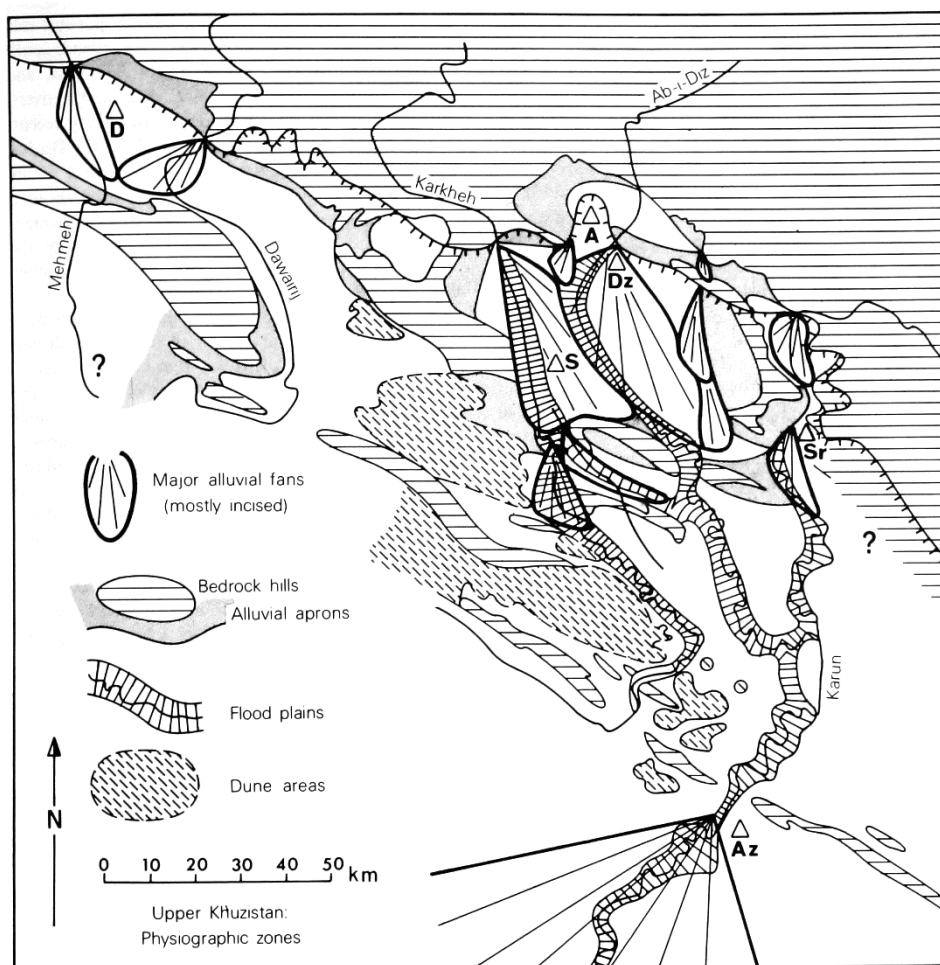 Ab-i-Diz
D
Karkheh
A
Mehmeh
Dawairij
Dz
S
?
Sr
Major alluvial fans
(mostly incised)
?
Bedrock hills
Alluvial aprons
Karun
Flood plains
Dune areas
N
Az
0 10 20 30 40 50 km
Upper Khuzistan:
Physiographic zones